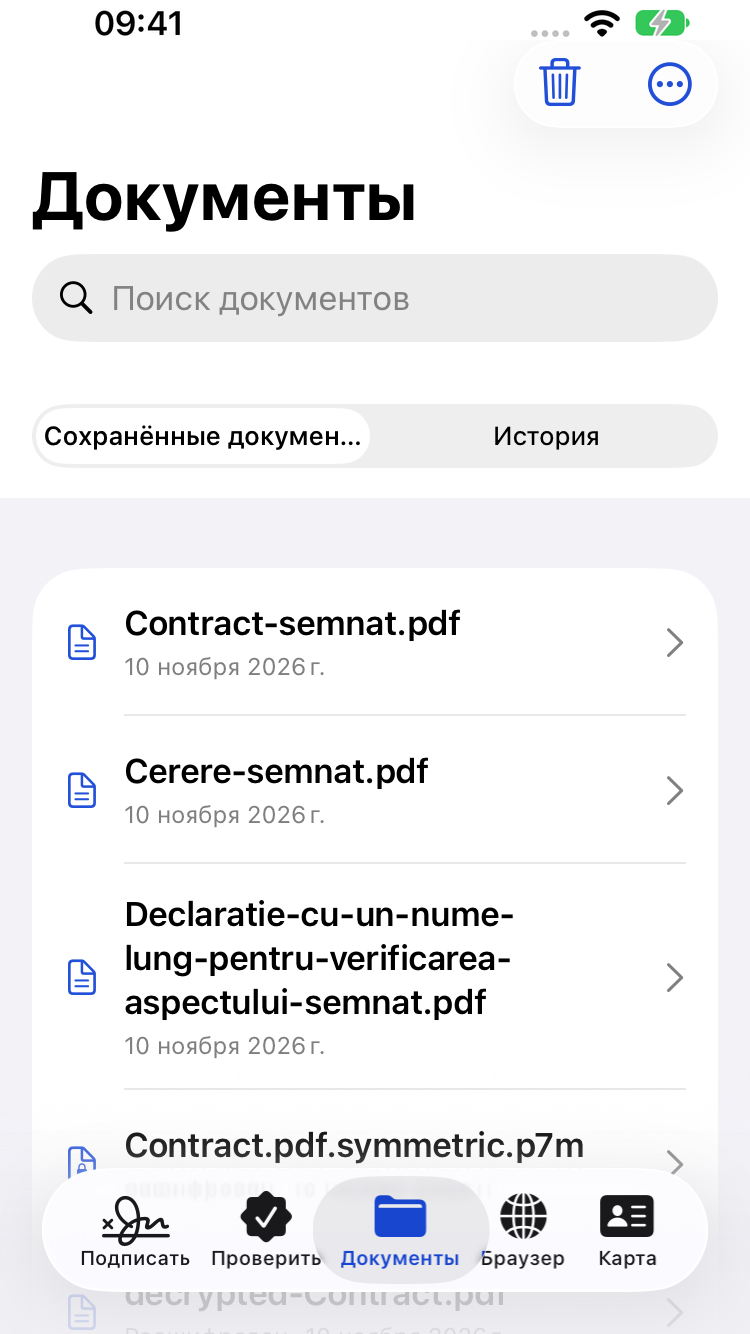 09:41
Документы
Поиск документов
Сохранённые докумен...
История
Contract-semnat.pdf
10 ноября 2026 г.
Cerere-semnat.pdf
10 ноября 2026 г.
Declaratie-cu-un-nume-
lung-pentru-verificarea-
aspectului-semnat.pdf
10 ноября 2026 г.
Contract.pdf.symmetric.p7m
Подписать
Проверить
Документы
Браузер
Карта
decrypted-Contract.pdf